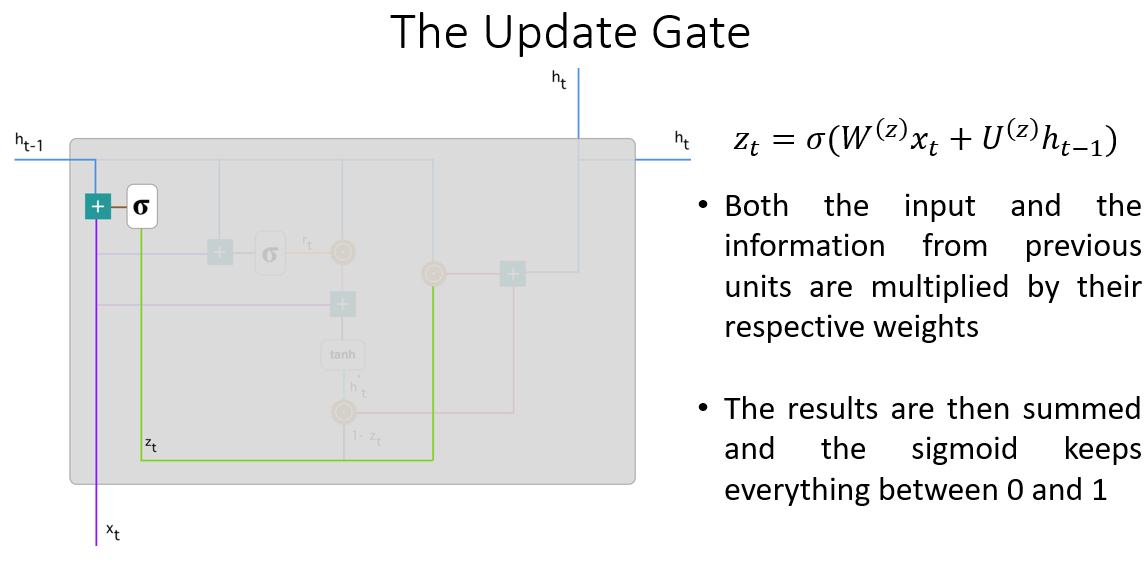 The Update Gate
h_t
h_{t-1}
h_t
z_t = σ(W^{(z)}x_t + U^{(z)}h_{t-1})
+
σ
+
σ
r_t
+
+
tanh
h'_t
1- z_t
z_t
x_t
• Both the input and the
information from previous
units are multiplied by their
respective weights
• The results are then summed
and the sigmoid keeps
everything between 0 and 1